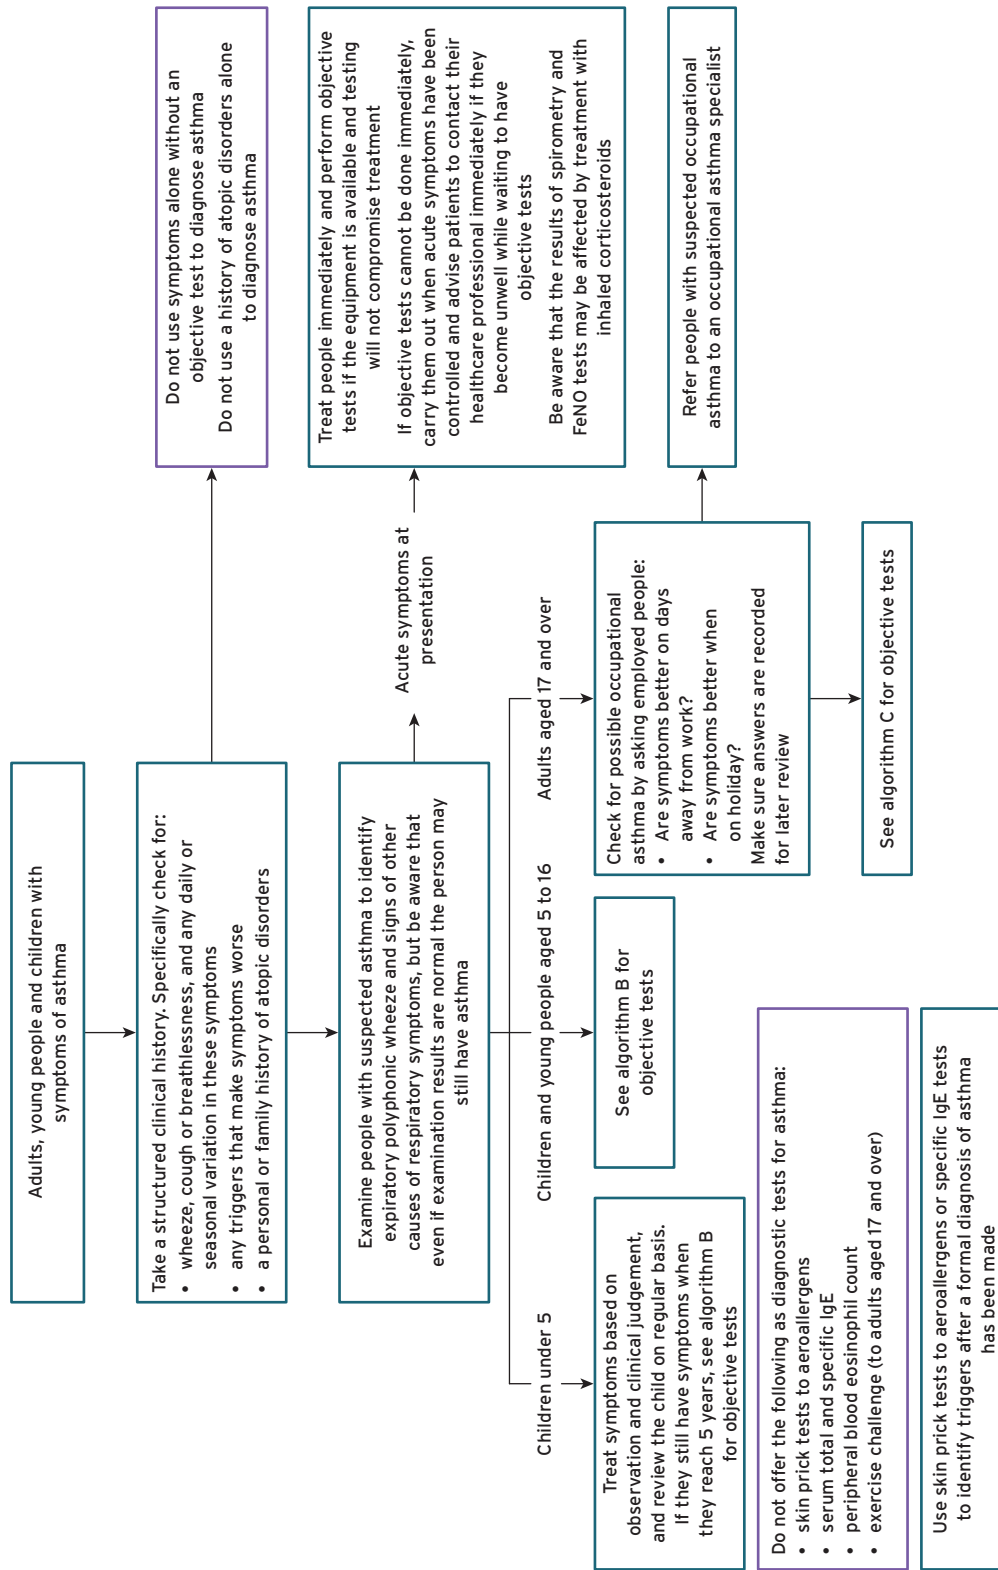 Adults, young people and children with
symptoms of asthma
Take a structured clinical history. Specifically check for:
• wheeze, cough or breathlessness, and any daily or
seasonal variation in these symptoms
• any triggers that make symptoms worse
• a personal or family history of atopic disorders
Do not use symptoms alone without an
objective test to diagnose asthma
Do not use a history of atopic disorders alone
to diagnose asthma
Examine people with suspected asthma to identify
expiratory polyphonic wheeze and signs of other
causes of respiratory symptoms, but be aware that
even if examination results are normal the person may
still have asthma
Acute symptoms at
presentation
Treat people immediately and perform objective
tests if the equipment is available and testing
will not compromise treatment
If objective tests cannot be done immediately,
carry them out when acute symptoms have been
controlled and advise patients to contact their
healthcare professional immediately if they
become unwell while waiting to have
objective tests
Be aware that the results of spirometry and
FeNO tests may be affected by treatment with
inhaled corticosteroids
Children under 5
Children and young people aged 5 to 16
Adults aged 17 and over
Treat symptoms based on
observation and clinical judgement,
and review the child on regular basis.
If they still have symptoms when
they reach 5 years, see algorithm B
for objective tests
See algorithm B for
objective tests
Check for possible occupational
asthma by asking employed people:
• Are symptoms better on days
away from work?
• Are symptoms better when
on holiday?
Make sure answers are recorded
for later review
Refer people with suspected occupational
asthma to an occupational asthma specialist
See algorithm C for objective tests
Do not offer the following as diagnostic tests for asthma:
• skin prick tests to aeroallergens
• serum total and specific IgE
• peripheral blood eosinophil count
• exercise challenge (to adults aged 17 and over)
Use skin prick tests to aeroallergens or specific IgE tests
to identify triggers after a formal diagnosis of asthma
has been made